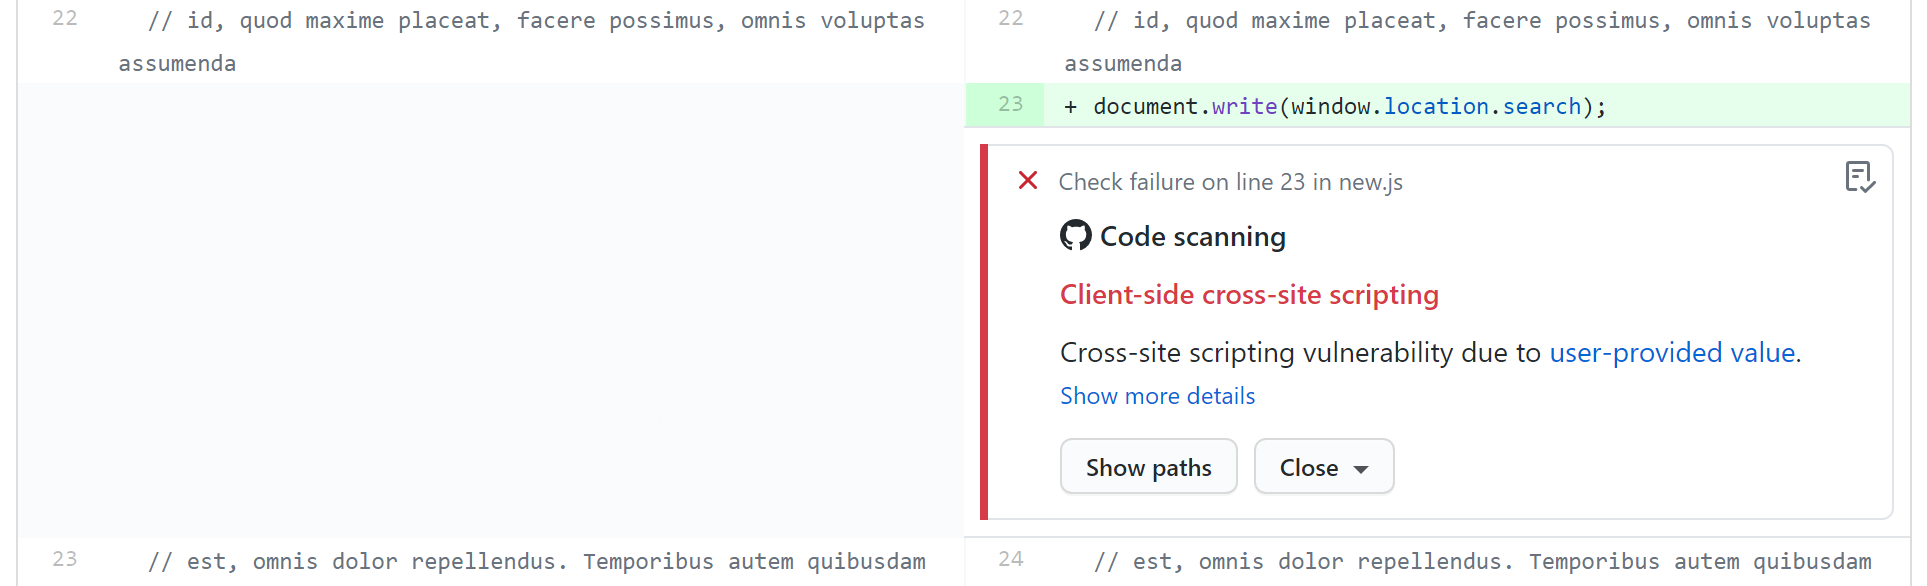 22 // id, quod maxime placeat, facere possimus, omnis voluptas
assumenda
22 // id, quod maxime placeat, facere possimus, omnis voluptas
assumenda
23 + document.write(window.location.search);
Check failure on line 23 in new.js
Code scanning
Client-side cross-site scripting
Cross-site scripting vulnerability due to user-provided value.
Show more details
Show paths Close
23 // est, omnis dolor repellendus. Temporibus autem quibusdam
24 // est, omnis dolor repellendus. Temporibus autem quibusdam